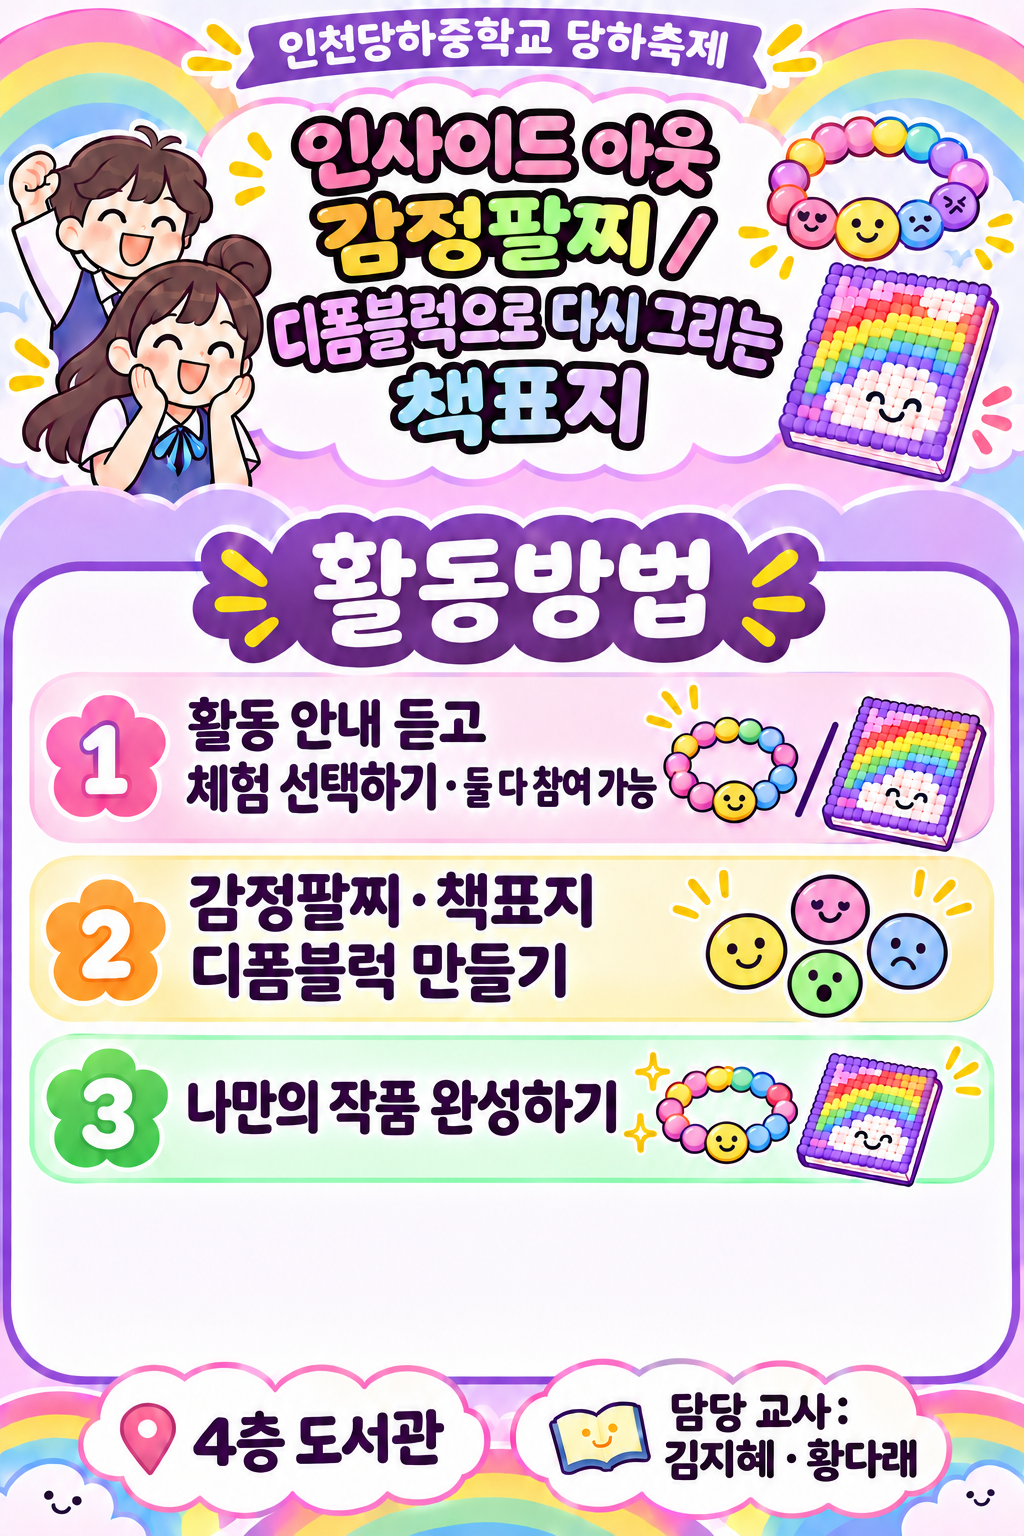 인천당하중학교 당하축제
인사이드 아웃
감정팔찌 /
디폼블럭으로 다시 그리는
책표지
활동방법
1
활동 안내 듣고
체험 선택하기 · 둘 다 참여 가능
2
감정팔찌 · 책표지
디폼블럭 만들기
3
나만의 작품 완성하기
4층 도서관
담당 교사 :
김지혜 · 황다래